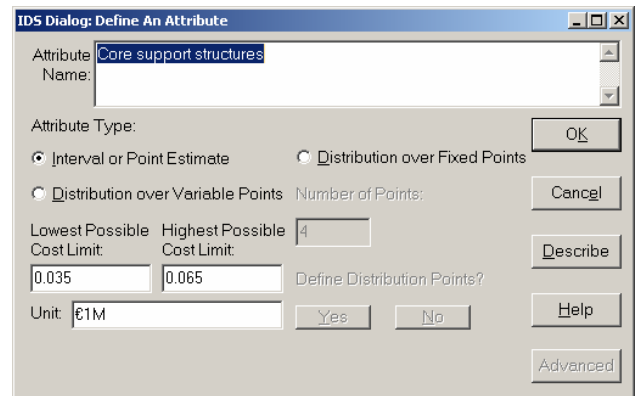 IDS Dialog: Define An Attribute
Attribute Name:
Core support structures
Attribute Type:
OK
Interval or Point Estimate
Distribution over Fixed Points
Distribution over Variable Points
Number of Points:
Cancel
Lowest Possible Cost Limit:
Highest Possible Cost Limit:
4
Describe
0.035
0.065
Define Distribution Points?
Unit:
€1M
Yes
No
Help
Advanced